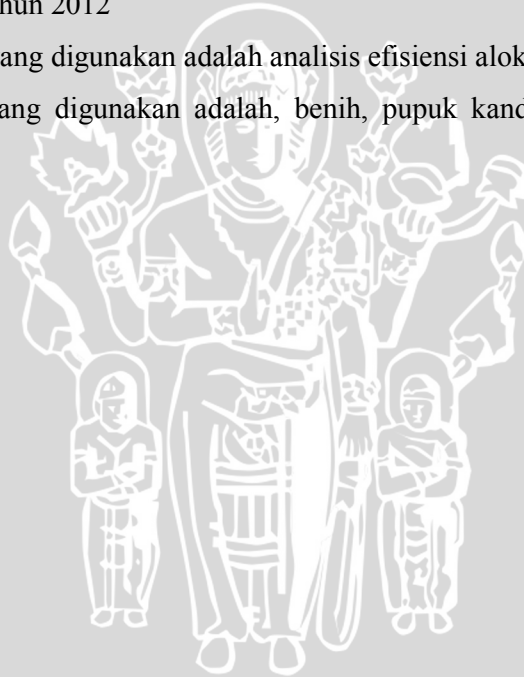 hun 2012
ang digunakan adalah analisis efisiensi alok
ang digunakan adalah, benih, pupuk kand